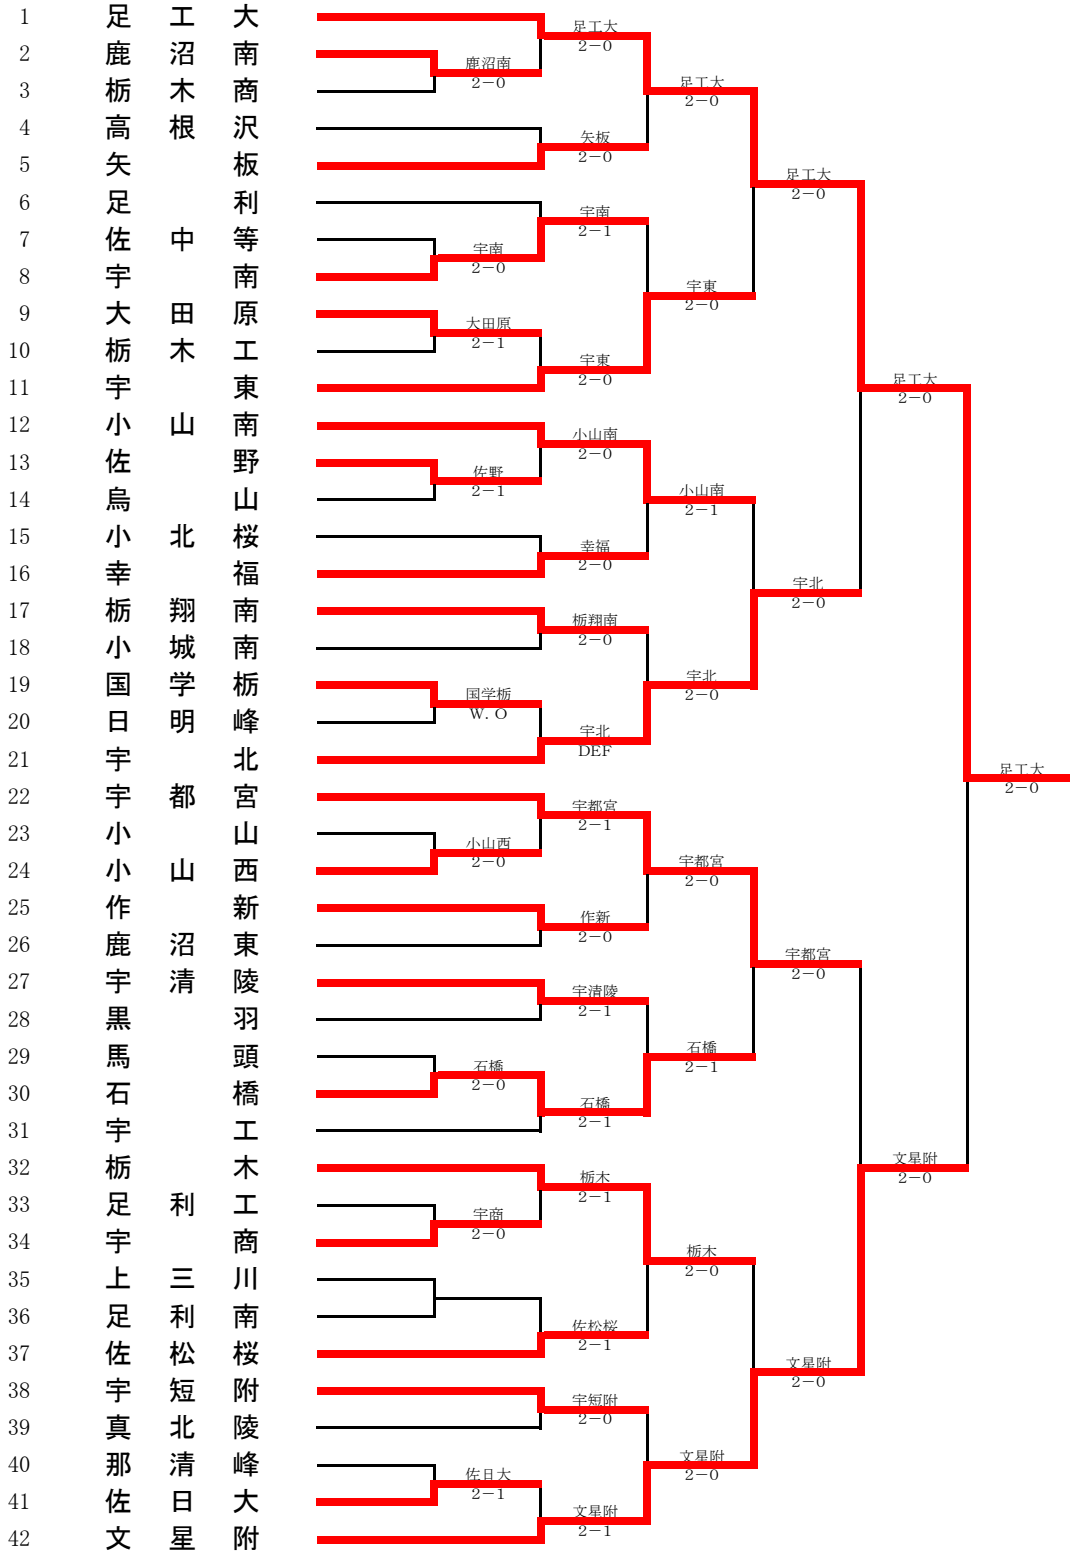 1 足工大
2 鹿沼南
3 栃木商
4 高根沢
5 矢板
6 足利
7 佐中等
8 宇南
9 大田原
10 栃木工
11 宇東
12 小山南
13 佐野
14 烏山
15 小北桜
16 幸福
17 栃翔南
18 小城南
19 国学栃
20 日明峰
21 宇北
22 宇都宮
23 小山
24 小山西
25 作新
26 鹿沼東
27 宇清陵
28 黒羽
29 馬頭
30 石橋
31 宇工
32 栃木
33 足利工
34 宇商
35 上三川
36 足利南
37 佐松桜
38 宇短附
39 真北陵
40 那清峰
41 佐日大
42 文星附
鹿沼南
2-0
宇南
2-0
大田原
2-1
佐野
2-1
国学栃
W.O
小山西
2-0
石橋
2-0
宇商
2-0
佐日大
2-1
足工大
2-0
矢板
2-0
宇南
2-1
宇東
2-0
小山南
2-0
幸福
2-0
栃翔南
2-0
宇北
DEF
宇都宮
2-1
作新
2-0
宇清陵
2-1
石橋
2-1
栃木
2-1
佐松桜
2-1
宇短附
2-0
文星附
2-1
足工大
2-0
宇東
2-0
小山南
2-1
宇北
2-0
宇都宮
2-0
石橋
2-1
栃木
2-0
文星附
2-0
足工大
2-0
宇北
2-0
宇都宮
2-0
文星附
2-0
足工大
2-0
文星附
2-0
足工大
2-0